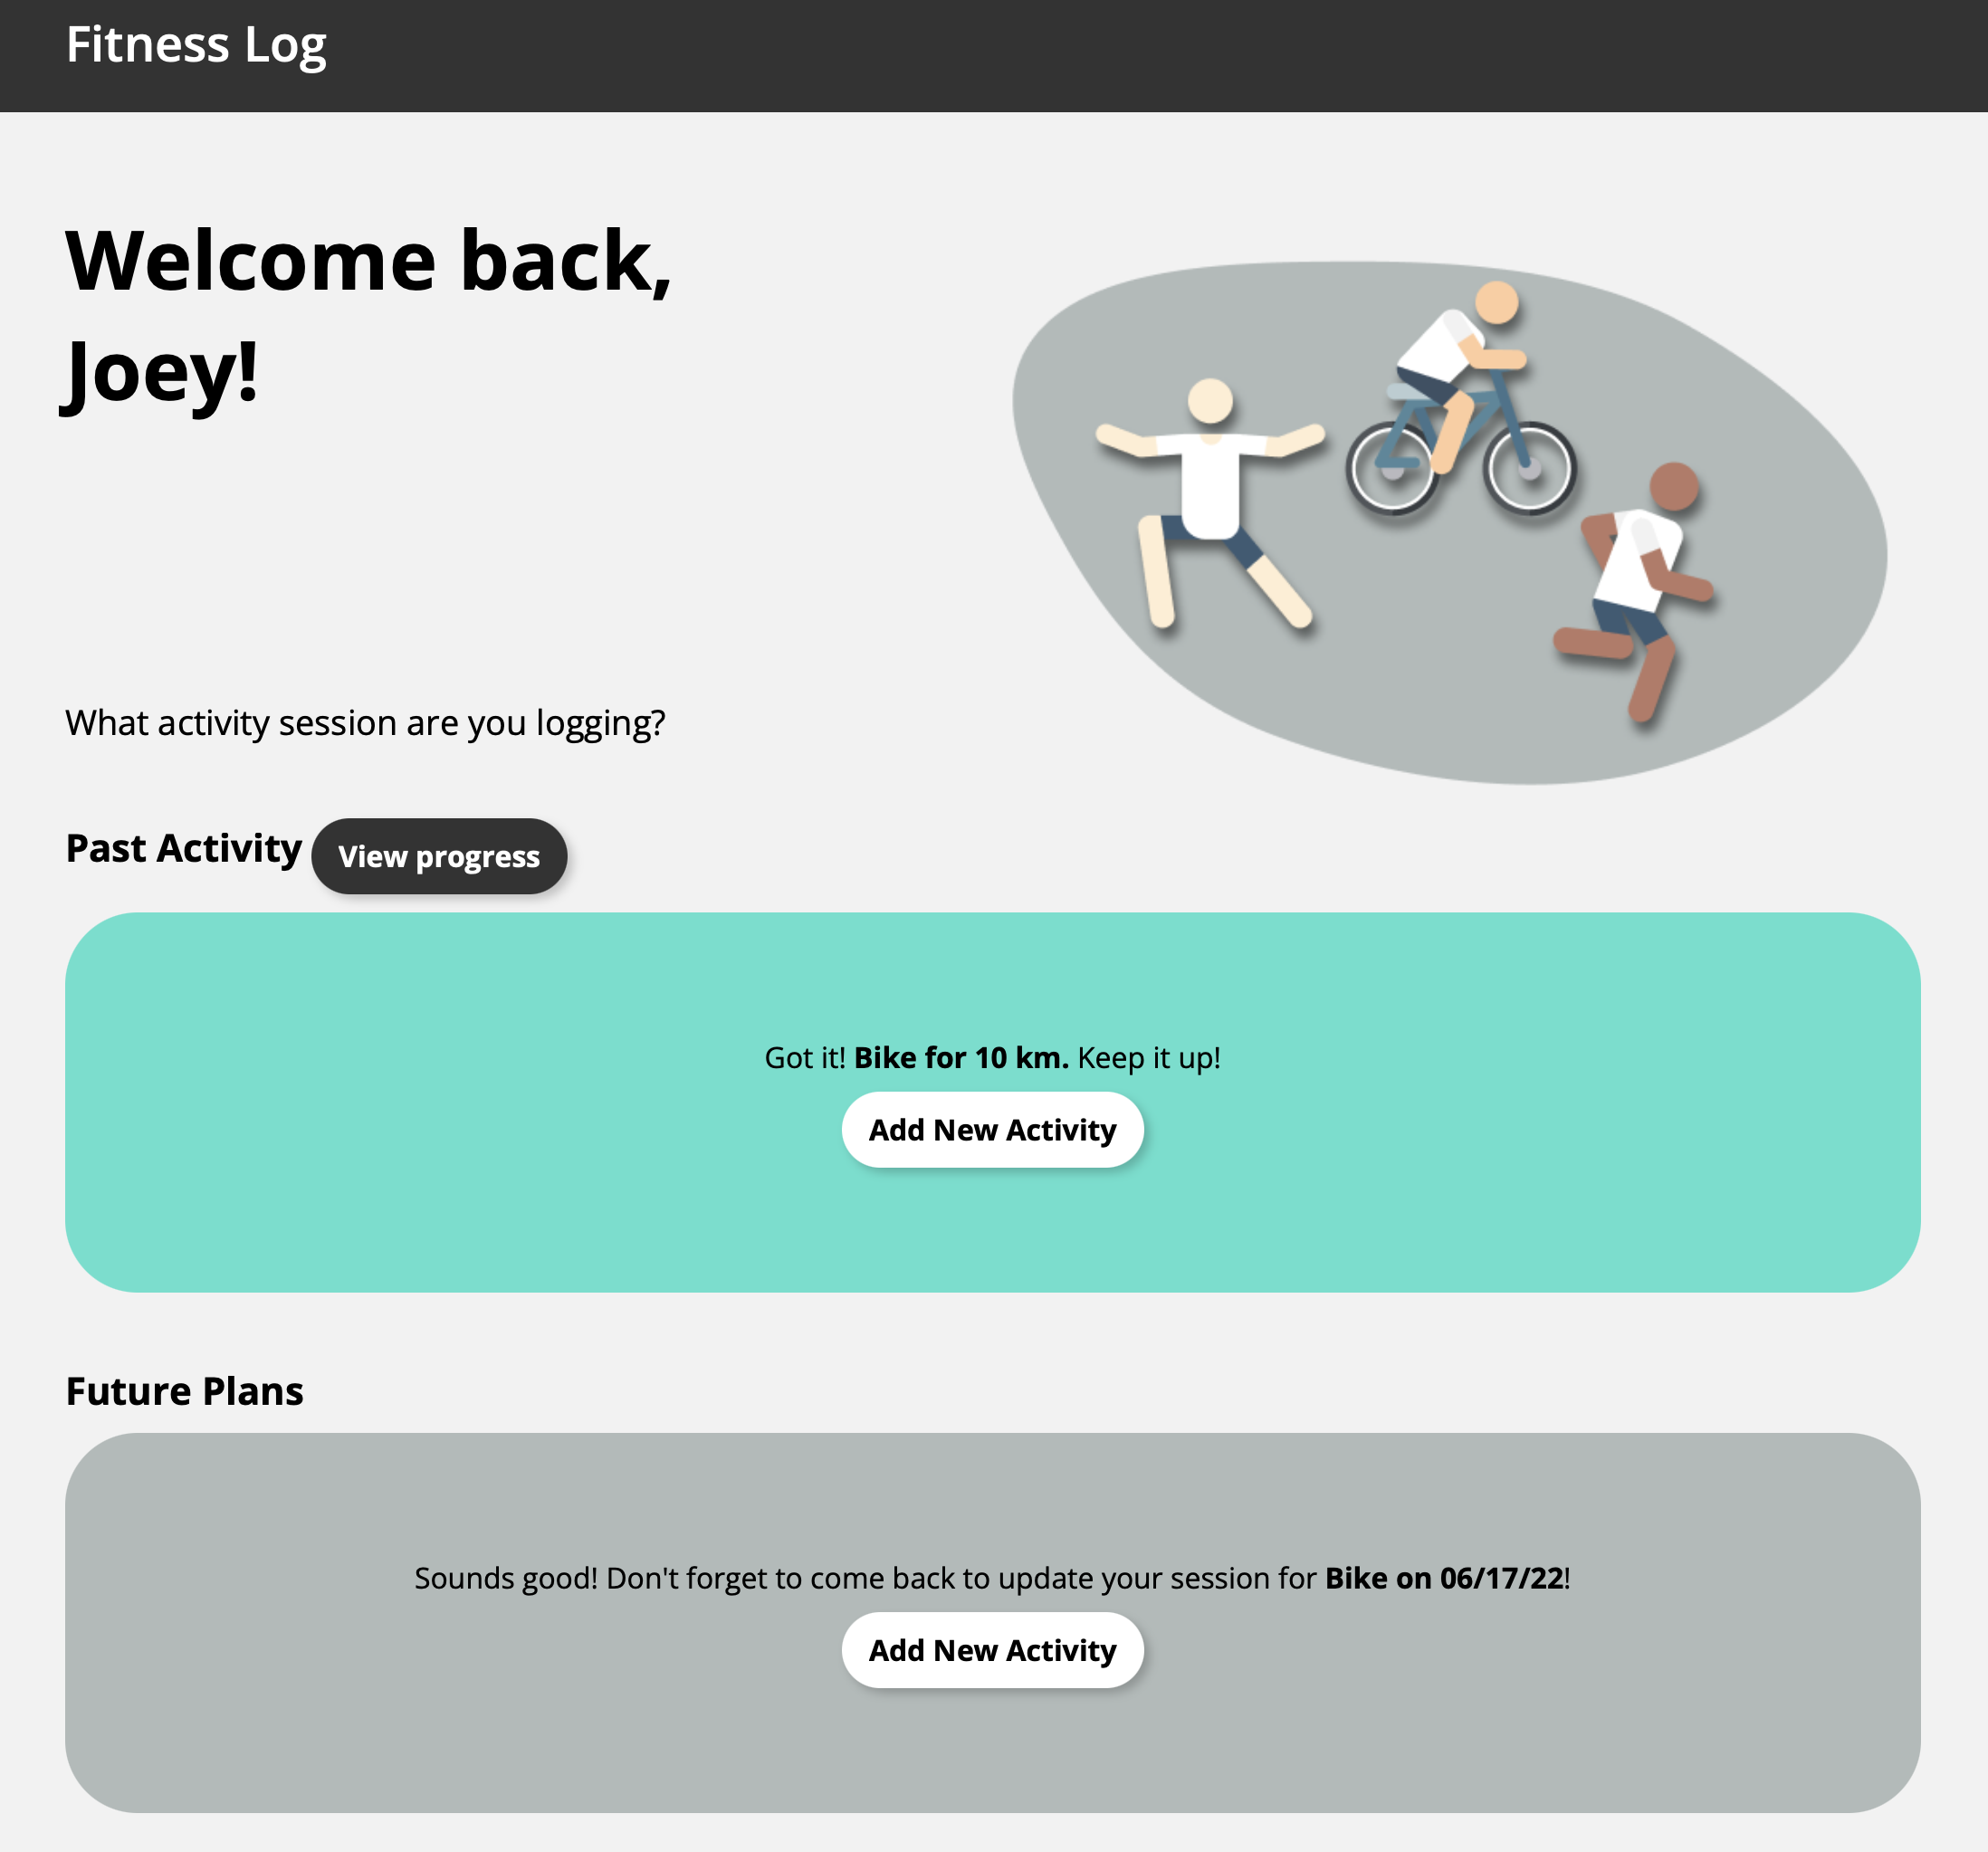 Fitness Log
Welcome back,
Joey!
What activity session are you logging?
Past Activity View progress
Got it! Bike for 10 km. Keep it up!
Add New Activity
Future Plans
Sounds good! Don't forget to come back to update your session for Bike on 06/17/22!
Add New Activity